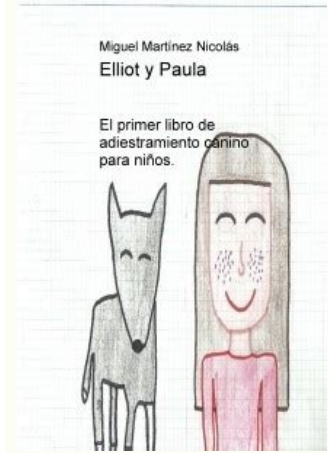 Miguel Martínez Nicolás
Elliot y Paula
El primer libro de
adiestramiento canino
para niños.